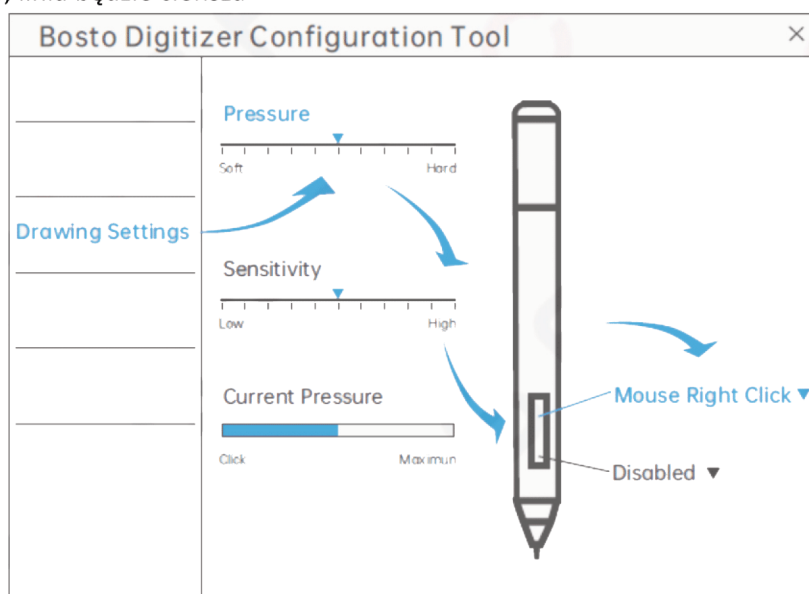 Bosto Digitizer Configuration Tool
Pressure
Soft Hard
Drawing Settings
Sensitivity
Low High
Current Pressure
Click Maximun
Mouse Right Click
Disabled